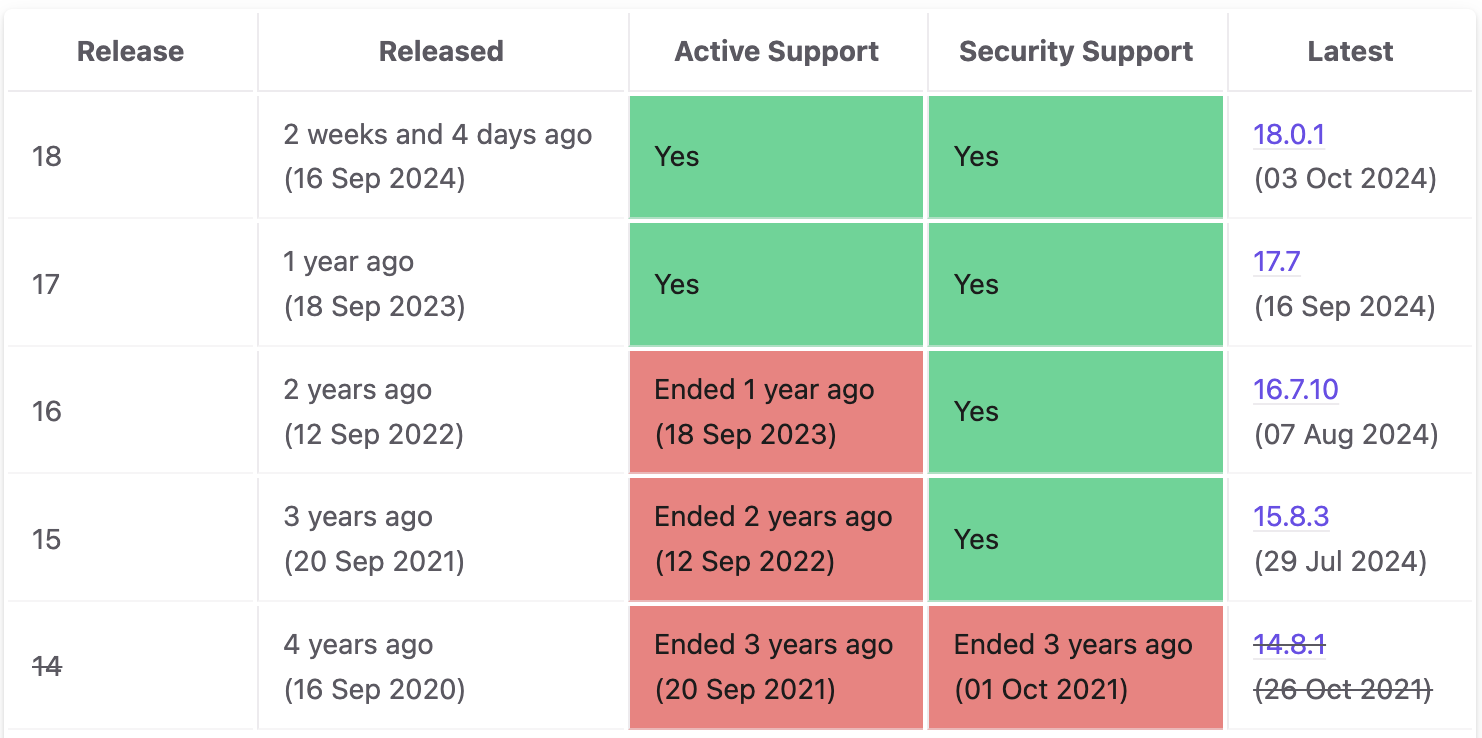 Release Released Active Support Security Support Latest
18 2 weeks and 4 days ago (16 Sep 2024) Yes Yes 18.0.1 (03 Oct 2024)
17 1 year ago (18 Sep 2023) Yes Yes 17.7 (16 Sep 2024)
16 2 years ago (12 Sep 2022) Ended 1 year ago (18 Sep 2023) Yes 16.7.10 (07 Aug 2024)
15 3 years ago (20 Sep 2021) Ended 2 years ago (12 Sep 2022) Yes 15.8.3 (29 Jul 2024)
14 4 years ago (16 Sep 2020) Ended 3 years ago (20 Sep 2021) Ended 3 years ago (01 Oct 2021) 14.8.1 (26 Oct 2021)